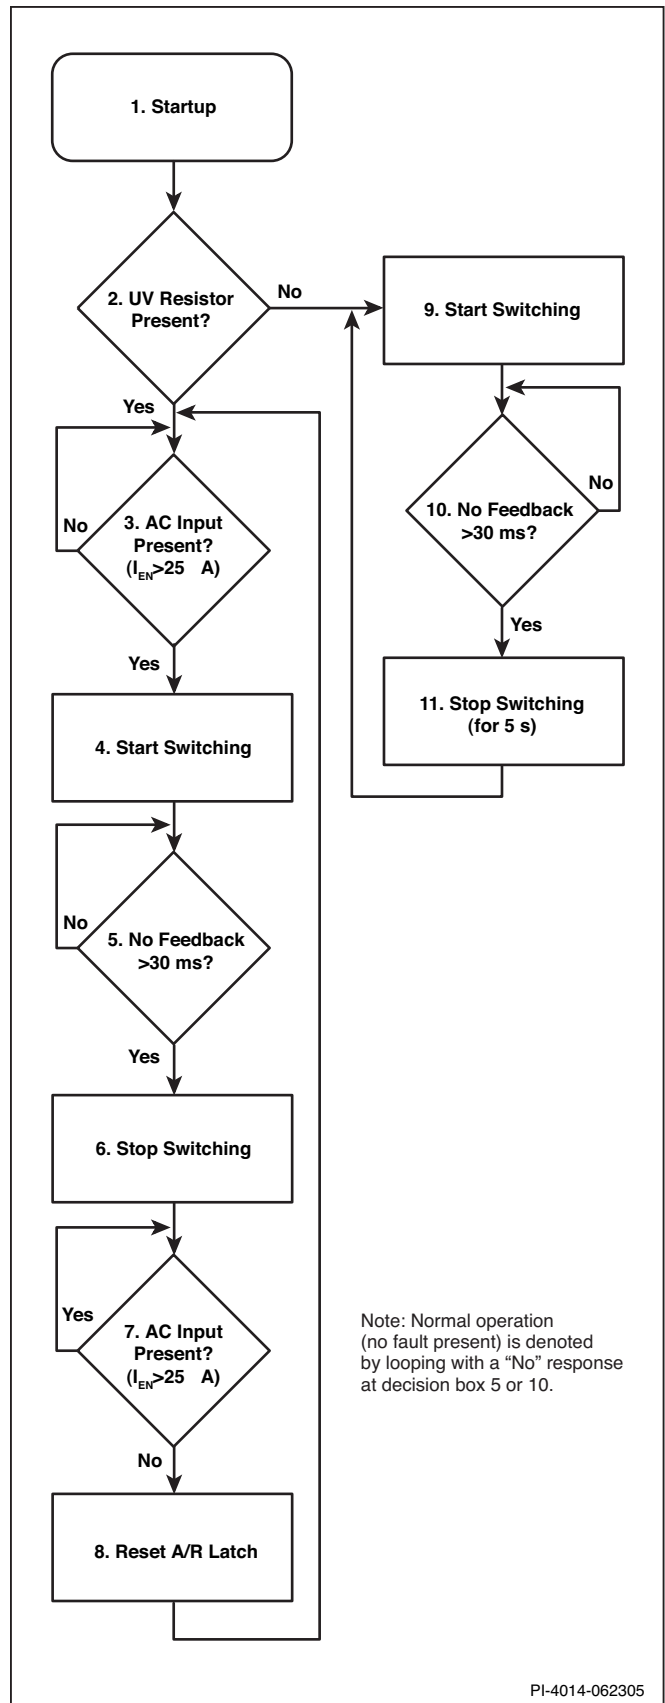 1. Startup
2. UV Resistor
Present?
No
Yes
3. AC Input
Present?
(I_EN>25 A)
No
Yes
4. Start Switching
5. No Feedback
>30 ms?
No
Yes
6. Stop Switching
7. AC Input
Present?
(I_EN>25 A)
Yes
No
8. Reset A/R Latch
9. Start Switching
10. No Feedback
>30 ms?
No
Yes
11. Stop Switching
(for 5 s)
Note: Normal operation
(no fault present) is denoted
by looping with a “No” response
at decision box 5 or 10.
PI-4014-062305